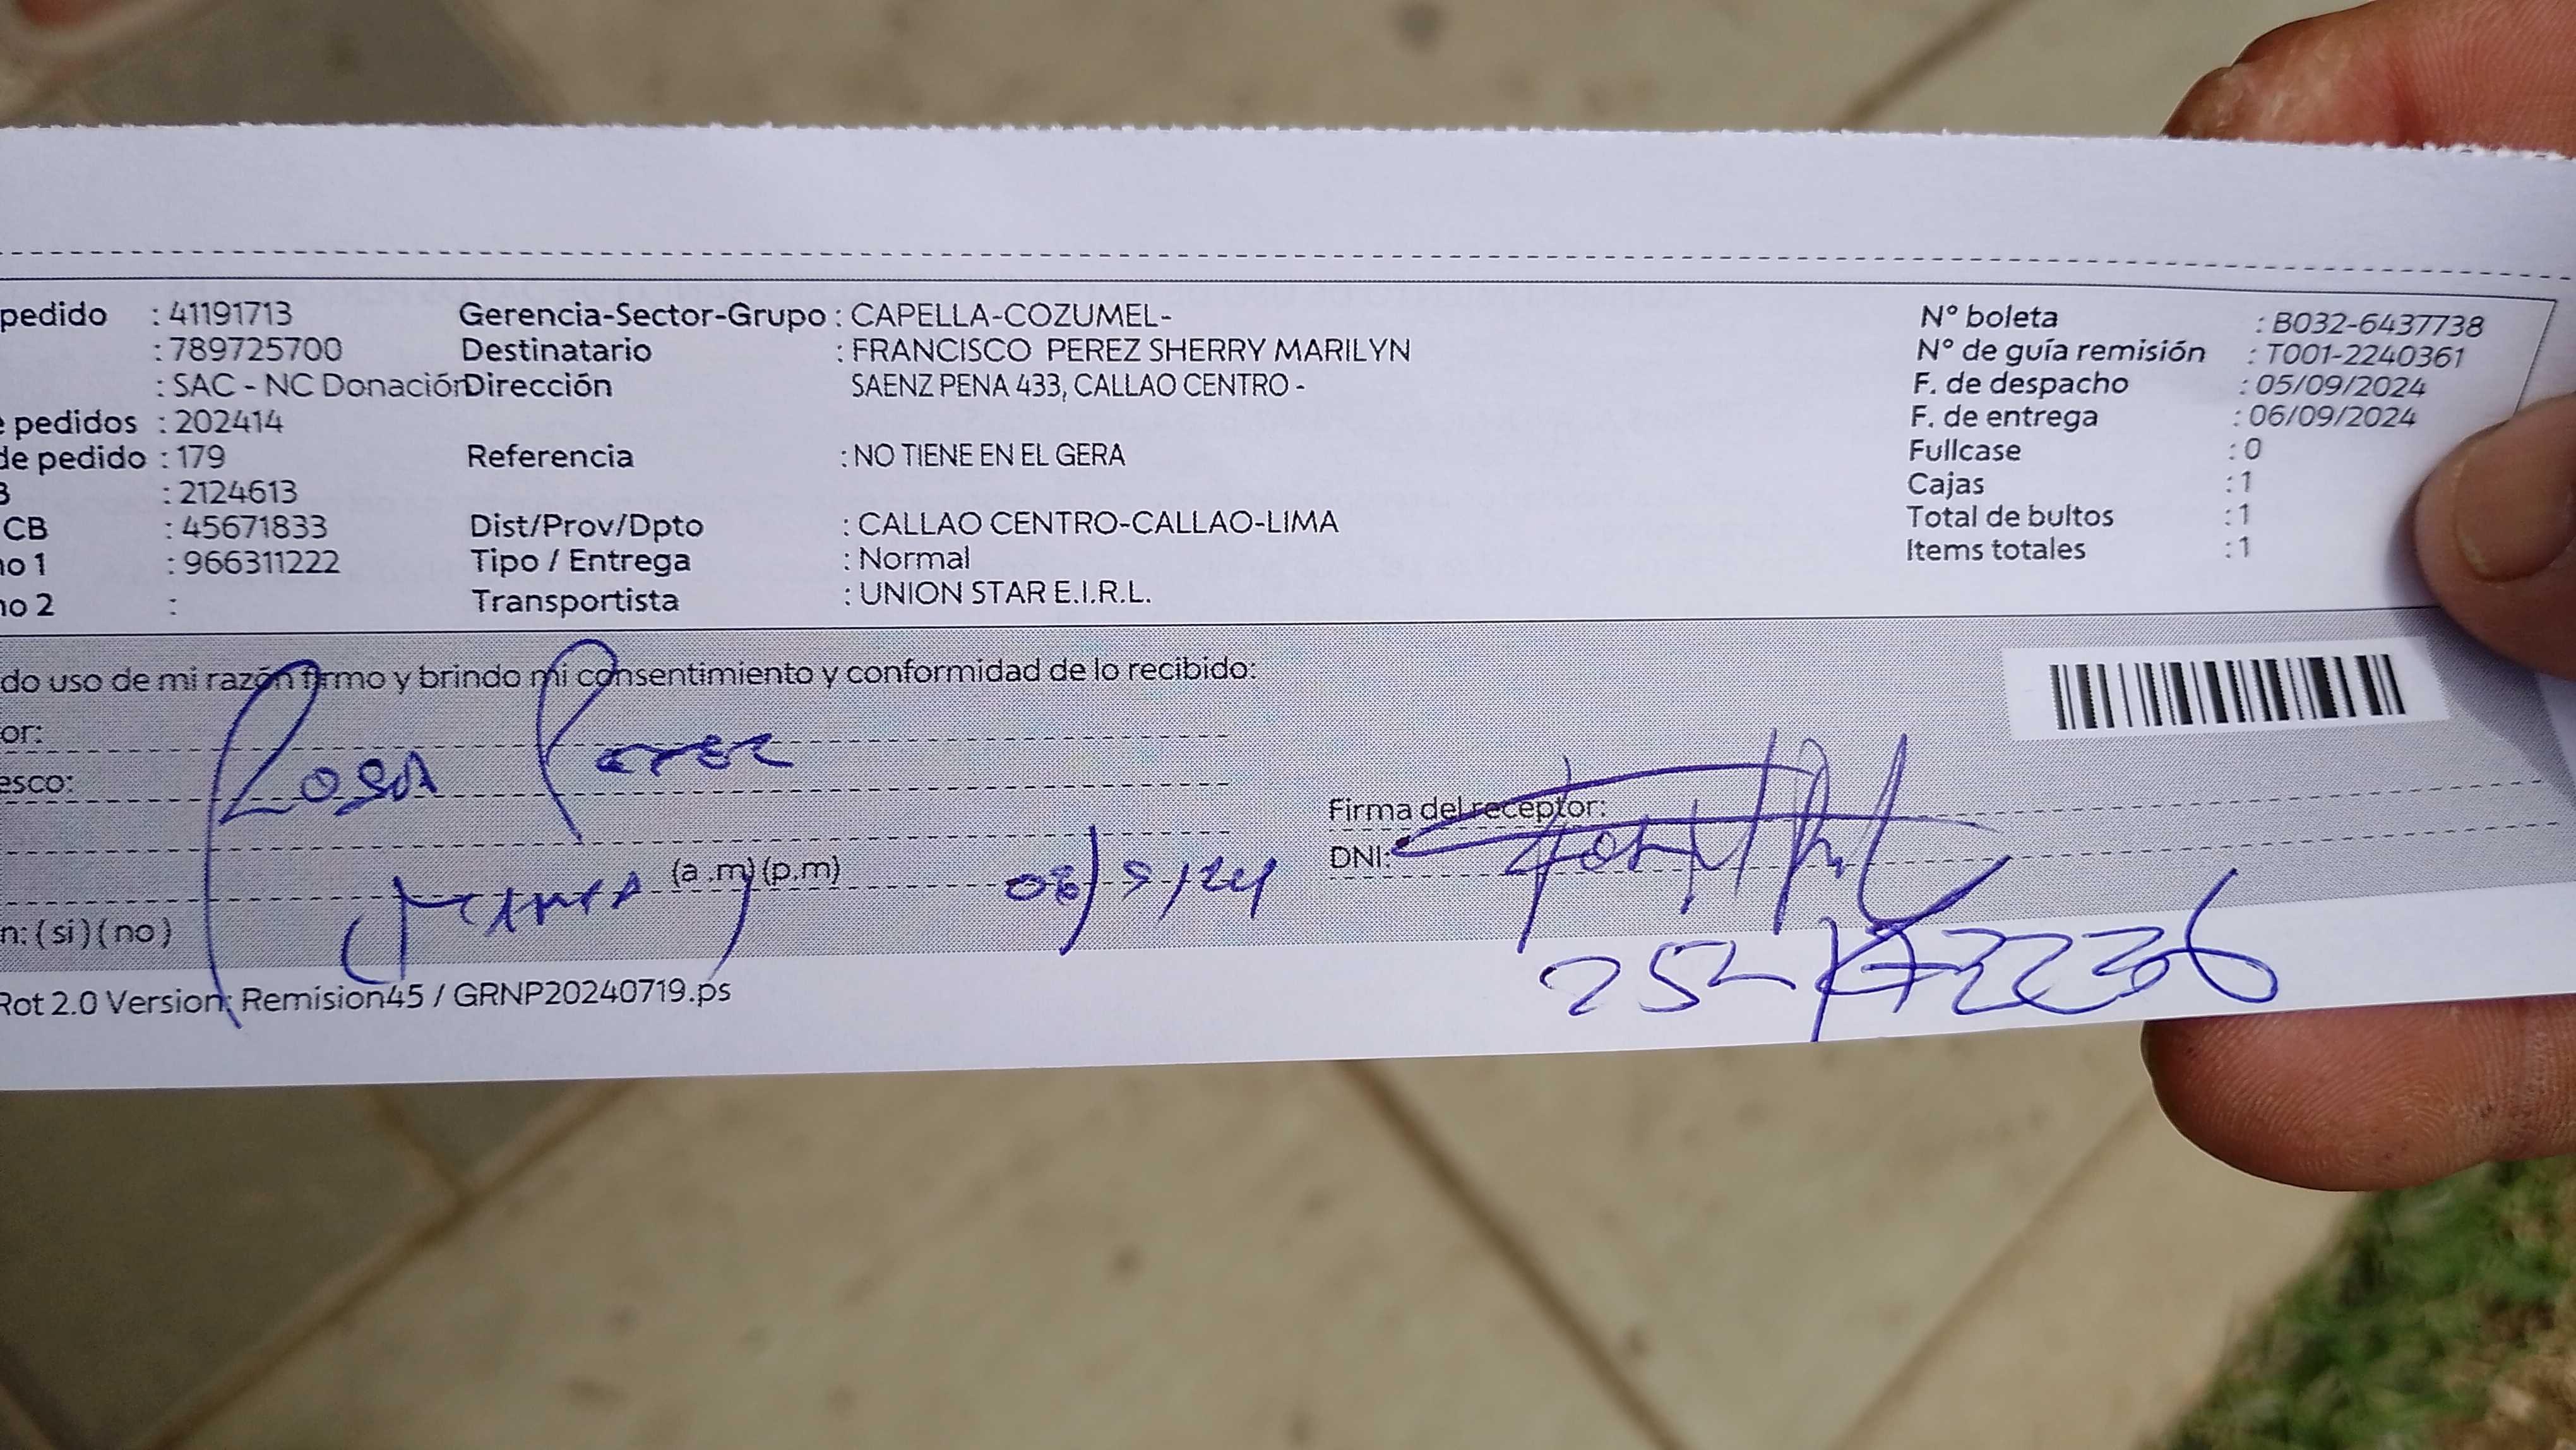 pedido : 41191713 Gerencia-Sector-Grupo : CAPELLA-COZUMEL- N° boleta : B032-6437738
: 789725700 Destinatario : FRANCISCO PEREZ SHERRY MARILYN N° de guía remisión : T001-2240361
: SAC - NC Donación Dirección SAENZ PENA 433, CALLAO CENTRO - F. de despacho : 05/09/2024
e pedidos : 202414 F. de entrega : 06/09/2024
de pedido : 179 Referencia : NO TIENE EN EL GERA Fullcase : 0
B : 2124613 Cajas : 1
CB : 45671833 Dist/Prov/Dpto : CALLAO CENTRO-CALLAO-LIMA Total de bultos : 1
no 1 : 966311222 Tipo / Entrega : Normal Items totales : 1
no 2 : Transportista : UNION STAR E.I.R.L.
do uso de mi razón firmo y brindo mi consentimiento y conformidad de lo recibido:
or:
esco: Rosa Perez
Firma del receptor:
(a .m) (p.m) 06/9/24 DNI:
n: ( si ) ( no )
Rot 2.0 Version: Remision45 / GRNP20240719.ps